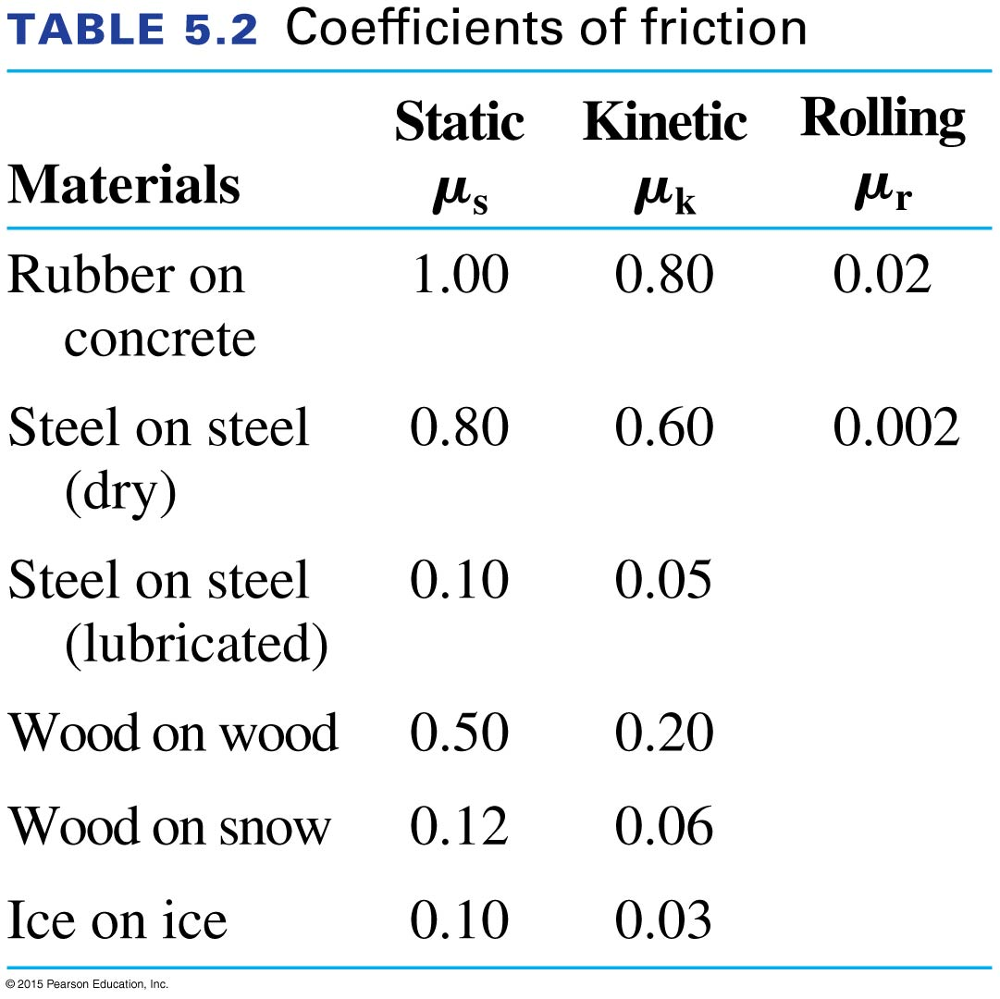 TABLE 5.2 Coefficients of friction
Materials Static μs Kinetic μk Rolling μr
Rubber on 1.00 0.80 0.02
concrete
Steel on steel 0.80 0.60 0.002
(dry)
Steel on steel 0.10 0.05
(lubricated)
Wood on wood 0.50 0.20
Wood on snow 0.12 0.06
Ice on ice 0.10 0.03
© 2015 Pearson Education, Inc.